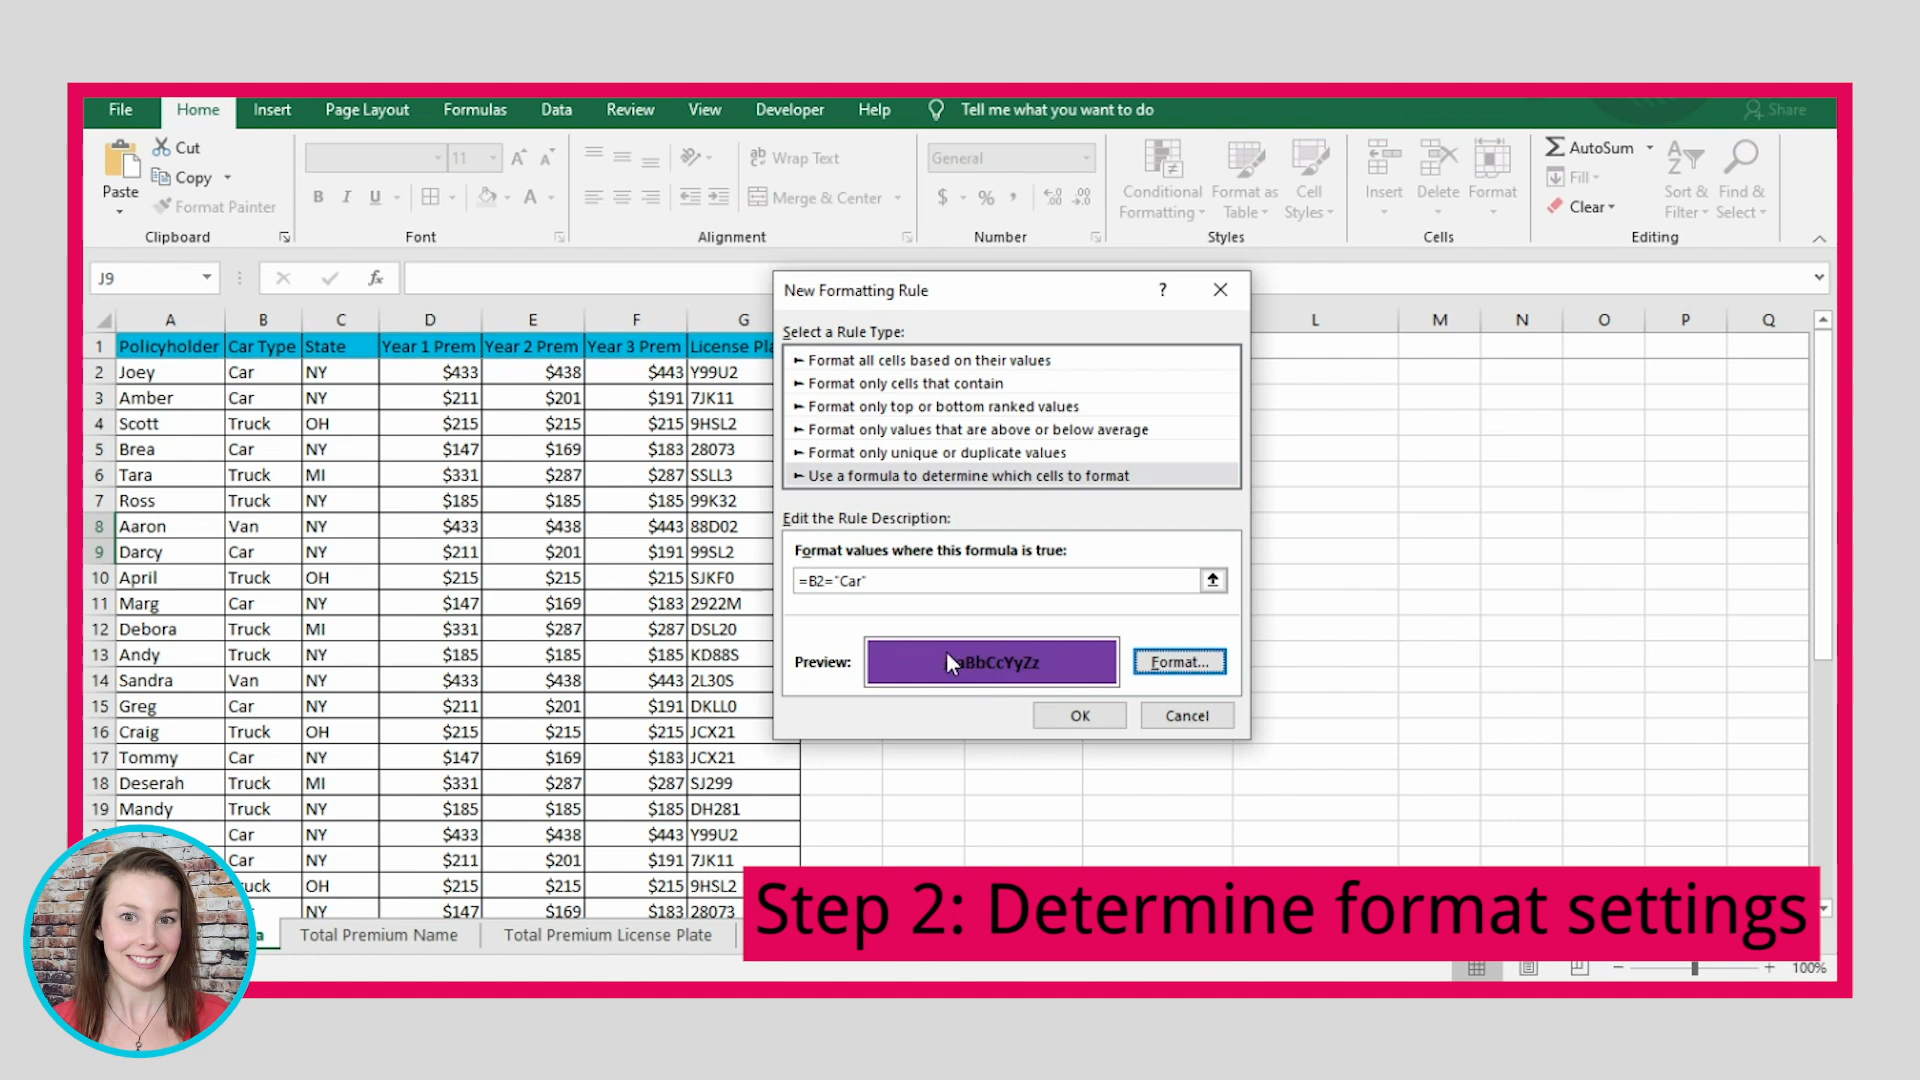 File Home Insert Page Layout Formulas Data Review View Developer Help Tell me what you want to do Share
Cut
Copy
Format Painter
Paste
Clipboard
11
B I U
A
Font
Wrap Text
Merge & Center
Alignment
General
$ % ,
Number
Conditional Formatting
Format as Table
Cell Styles
Styles
Insert Delete Format
Cells
AutoSum
Fill
Clear
Sort & Filter
Find & Select
Editing
J9 fx
A B C D E F G L M N O P Q
1 Policyholder Car Type State Year 1 Prem Year 2 Prem Year 3 Prem License Pla
2 Joey Car NY $433 $438 $443 Y99U2
3 Amber Car NY $211 $201 $191 7JK11
4 Scott Truck OH $215 $215 $215 9HSL2
5 Brea Car NY $147 $169 $183 28073
6 Tara Truck MI $331 $287 $287 SSLL3
7 Ross Truck NY $185 $185 $185 99K32
8 Aaron Van NY $433 $438 $443 88D02
9 Darcy Car NY $211 $201 $191 99SL2
10 April Truck OH $215 $215 $215 SJKF0
11 Marg Car NY $147 $169 $183 2922M
12 Debora Truck MI $331 $287 $287 DSL20
13 Andy Truck NY $185 $185 $185 KD88S
14 Sandra Van NY $433 $438 $443 2L30S
15 Greg Car NY $211 $201 $191 DKLL0
16 Craig Truck OH $215 $215 $215 JCX21
17 Tommy Car NY $147 $169 $183 JCX21
18 Deserah Truck MI $331 $287 $287 SJ299
19 Mandy Truck NY $185 $185 $185 DH281
Car NY $433 $438 $443 Y99U2
Car NY $211 $201 $191 7JK11
uck OH $215 $215 $215 9HSL2
NY $147 $169 $183 28073
New Formatting Rule ?
Select a Rule Type:
► Format all cells based on their values
► Format only cells that contain
► Format only top or bottom ranked values
► Format only values that are above or below average
► Format only unique or duplicate values
► Use a formula to determine which cells to format
Edit the Rule Description:
Format values where this formula is true:
="B2="Car"
Preview: aBbCcYyZz Format...
OK Cancel
a Total Premium Name Total Premium License Plate
Step 2: Determine format settings
100%